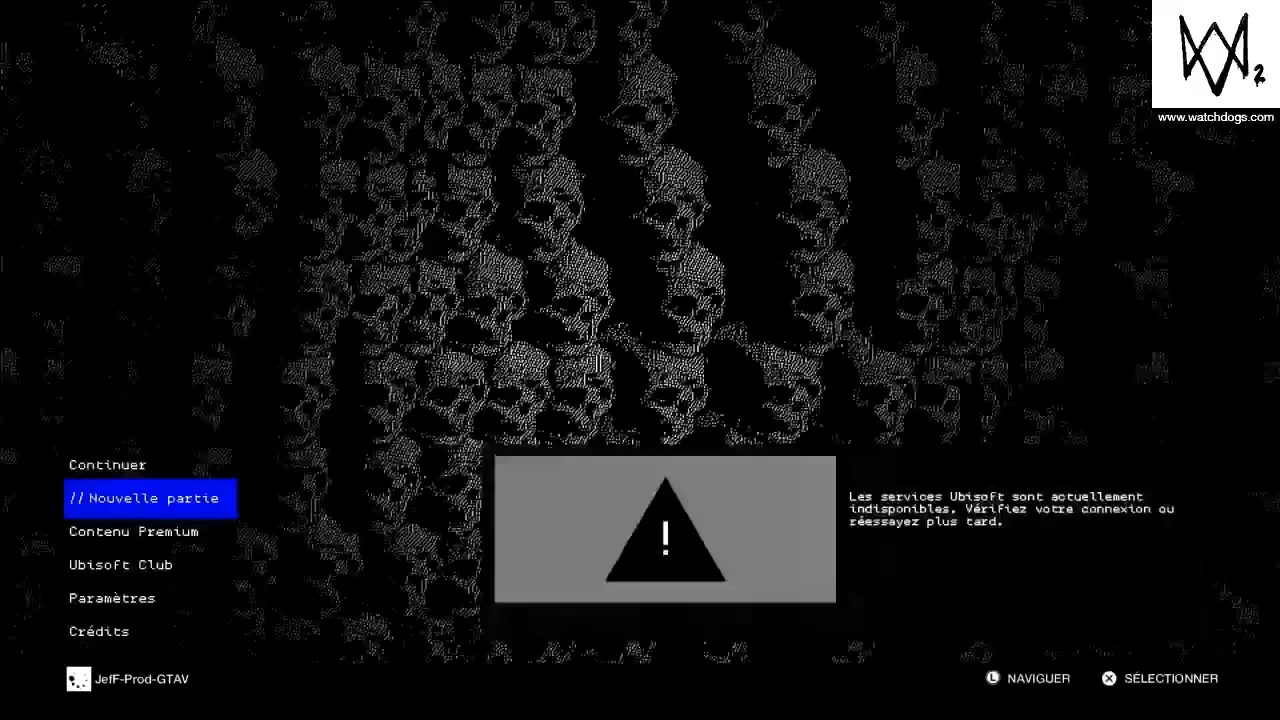 2
www.watchdogs.com
Continuer
// Nouvelle partie
Contenu Premium
Ubisoft Club
Paramètres
Crédits
!
Les services Ubisoft sont actuellement
indisponibles. Vérifiez votre connexion ou
réessayez plus tard.
JefF-Prod-GTAV
L NAVIGUER
X SÉLECTIONNER